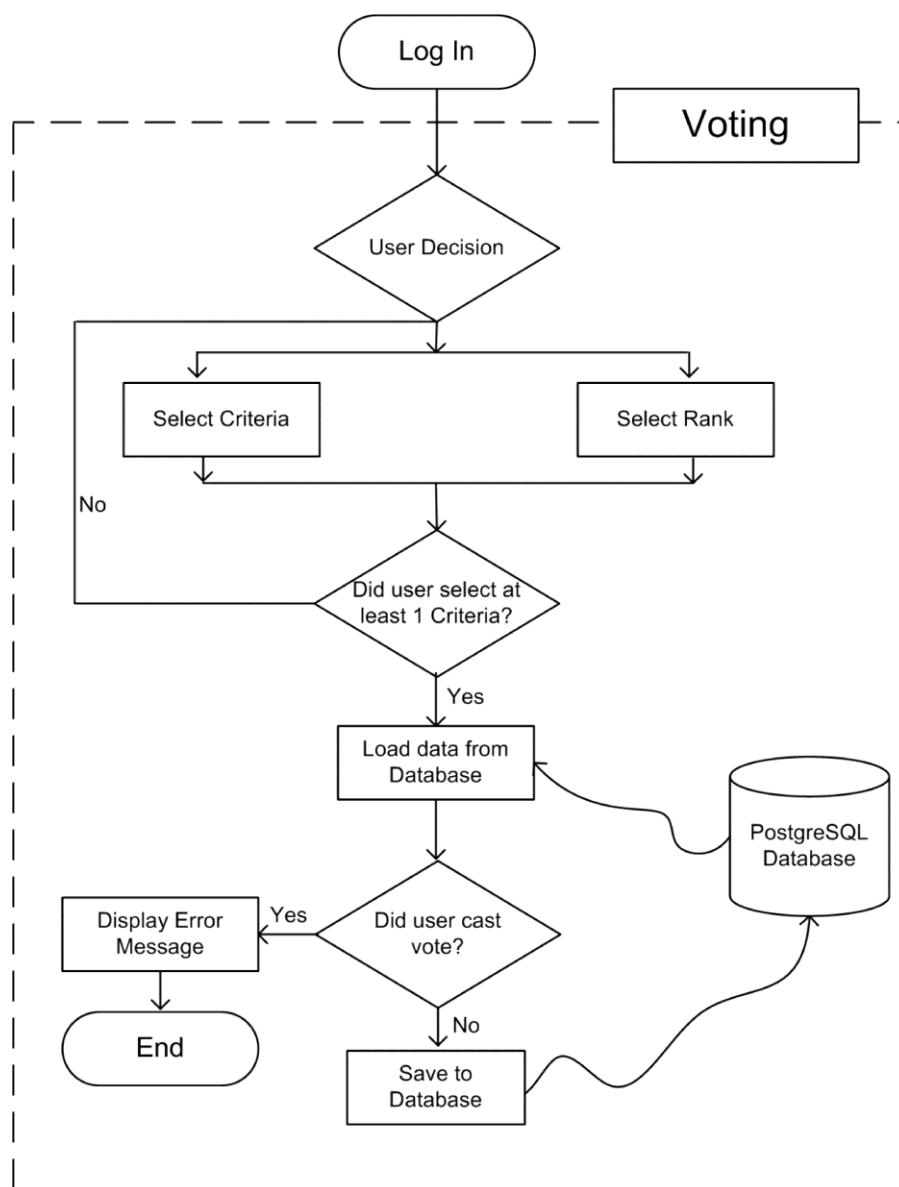 Log In
Voting
User Decision
Select Criteria
Select Rank
No
Did user select at
least 1 Criteria?
Yes
Load data from
Database
PostgreSQL
Database
Display Error
Message
Yes
Did user cast
vote?
End
No
Save to
Database